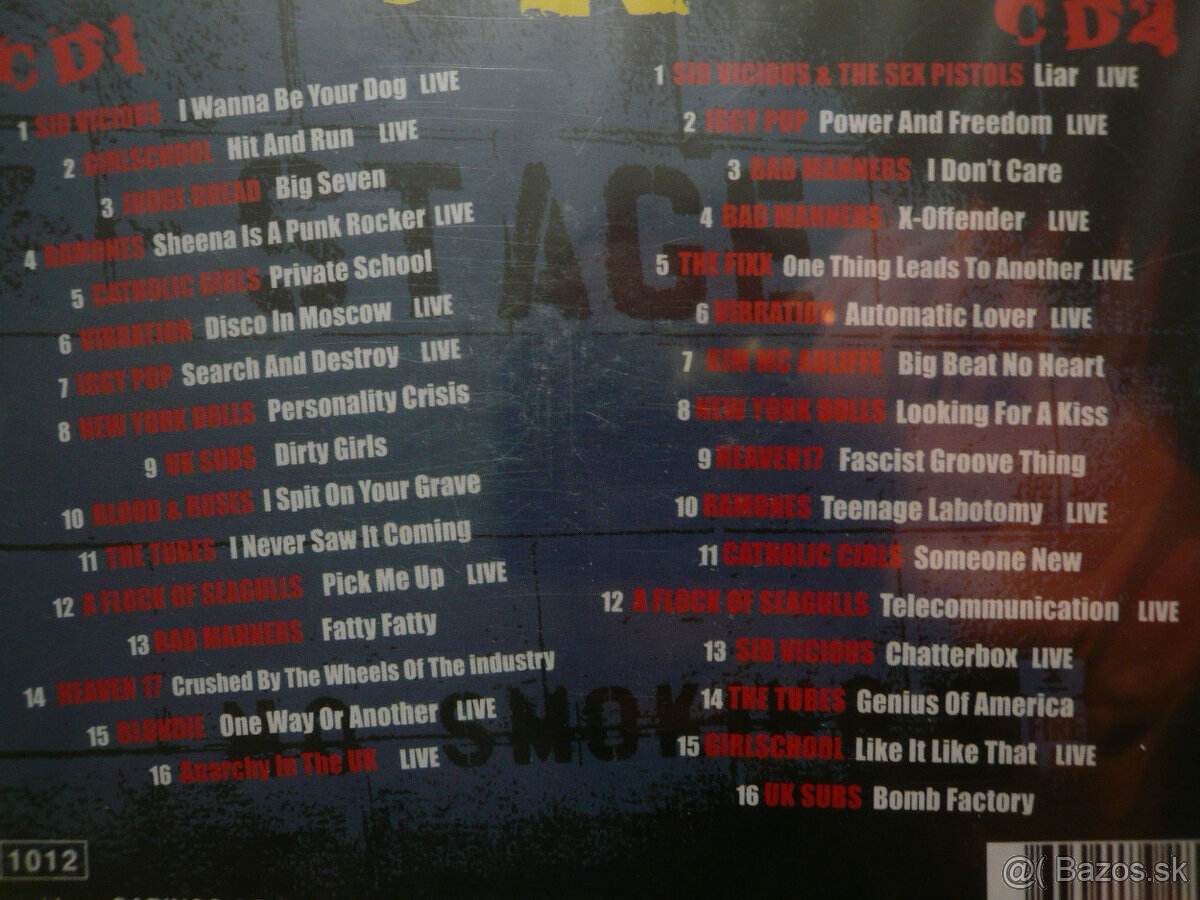 CD1
1 SID VICIOUS I Wanna Be Your Dog LIVE
2 GIRLSCHOOL Hit And Run LIVE
3 JUDGE DREAD Big Seven
4 RAMONES Sheena Is A Punk Rocker LIVE
5 CATHOLIC GIRLS Private School
6 VIBRATION Disco In Moscow LIVE
7 IGGY POP Search And Destroy LIVE
8 NEW YORK DOLLS Personality Crisis
9 UK SUBS Dirty Girls
10 BLOOD & ROSES I Spit On Your Grave
11 THE TUBES I Never Saw It Coming
12 A FLOCK OF SEAGULLS Pick Me Up LIVE
13 BAD MANNERS Fatty Fatty
14 HEAVEN 17 Crushed By The Wheels Of The industry
15 BLONDIE One Way Or Another LIVE
16 Anarchy In The UK LIVE
CD2
1 SID VICIOUS & THE SEX PISTOLS Liar LIVE
2 IGGY POP Power And Freedom LIVE
3 BAD MANNERS I Don't Care
4 BAD MANNERS X-Offender LIVE
5 THE FIXX One Thing Leads To Another LIVE
6 VIBRATION Automatic Lover LIVE
7 KIM MC AULIFFE Big Beat No Heart
8 NEW YORK DOLLS Looking For A Kiss
9 HEAVEN17 Fascist Groove Thing
10 RAMONES Teenage Labotomy LIVE
11 CATHOLIC GIRLS Someone New
12 A FLOCK OF SEAGULLS Telecommunication LIVE
13 SID VICIOUS Chatterbox LIVE
14 THE TUBES Genius Of America
15 GIRLSCHOOL Like It Like That LIVE
16 UK SUBS Bomb Factory
STAGE
NO SMOKING
1012
@( Bazos.sk